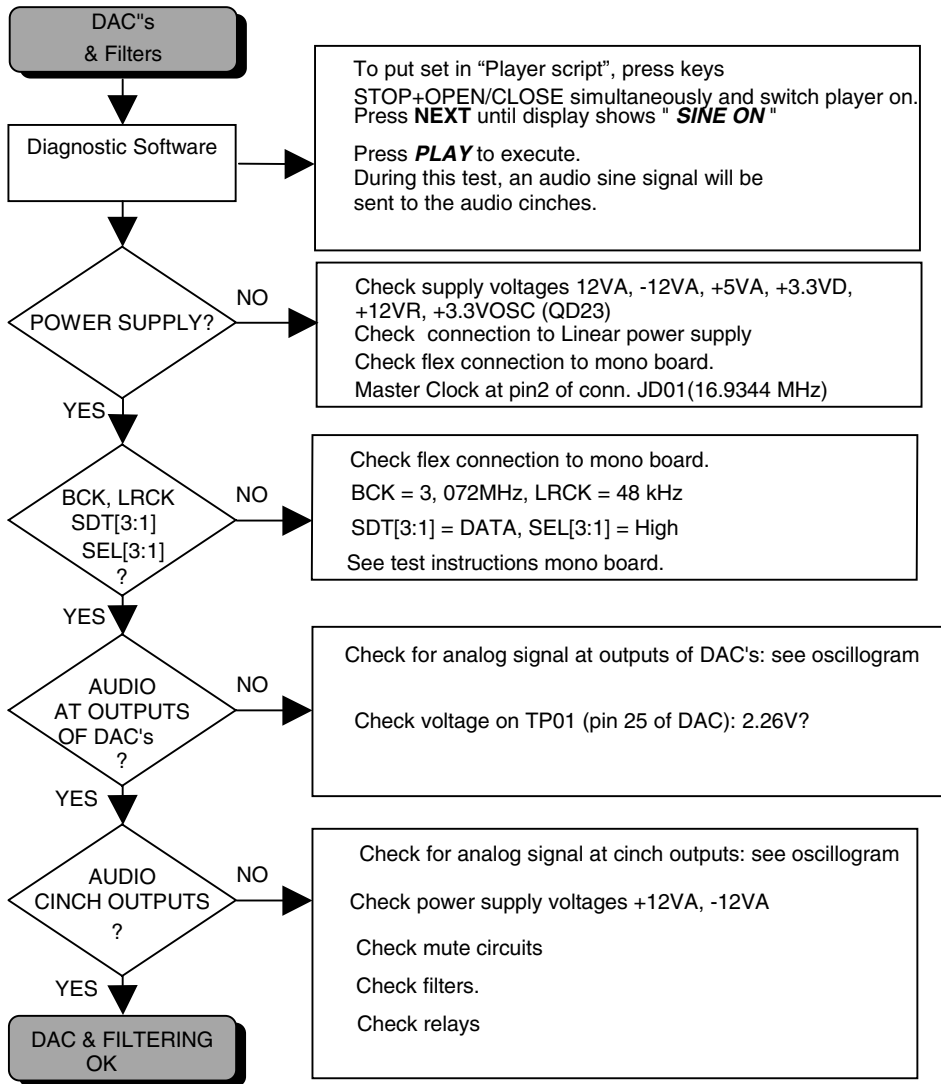 DAC"s
& Filters
To put set in “Player script”, press keys
STOP+OPEN/CLOSE simultaneously and switch player on.
Press NEXT until display shows " SINE ON "
Press PLAY to execute.
During this test, an audio sine signal will be
sent to the audio cinches.
Diagnostic Software
POWER SUPPLY?
NO
Check supply voltages 12VA, -12VA, +5VA, +3.3VD,
+12VR, +3.3VOSC (QD23)
Check connection to Linear power supply
Check flex connection to mono board.
Master Clock at pin2 of conn. JD01(16.9344 MHz)
YES
BCK, LRCK
SDT[3:1]
SEL[3:1]
?
NO
Check flex connection to mono board.
BCK = 3, 072MHz, LRCK = 48 kHz
SDT[3:1] = DATA, SEL[3:1] = High
See test instructions mono board.
YES
AUDIO
AT OUTPUTS
OF DAC's
?
NO
Check for analog signal at outputs of DAC's: see oscillogram
Check voltage on TP01 (pin 25 of DAC): 2.26V?
YES
AUDIO
CINCH OUTPUTS
?
NO
Check for analog signal at cinch outputs: see oscillogram
Check power supply voltages +12VA, -12VA
Check mute circuits
Check filters.
Check relays
YES
DAC & FILTERING
OK